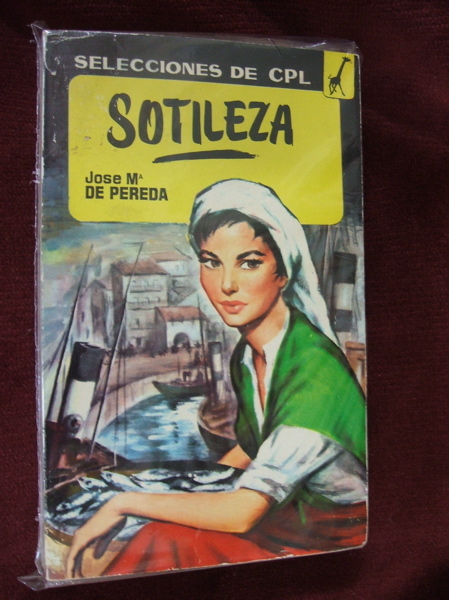 SELECCIONES DE CPL
SOTILEZA
Jose Mª
DE PEREDA